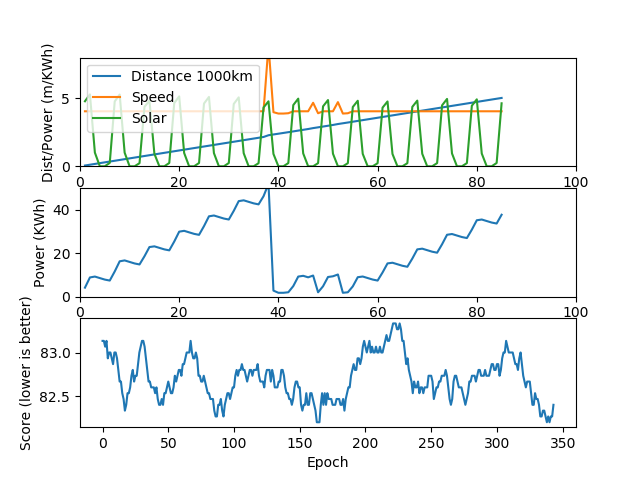 Dist/Power (m/KWh)
Distance 1000km
Speed
Solar
5
0
0 20 40 60 80 100
Power (KWh)
40
20
0
0 20 40 60 80 100
Score (lower is better)
83.0
82.5
0 50 100 150 200 250 300 350
Epoch